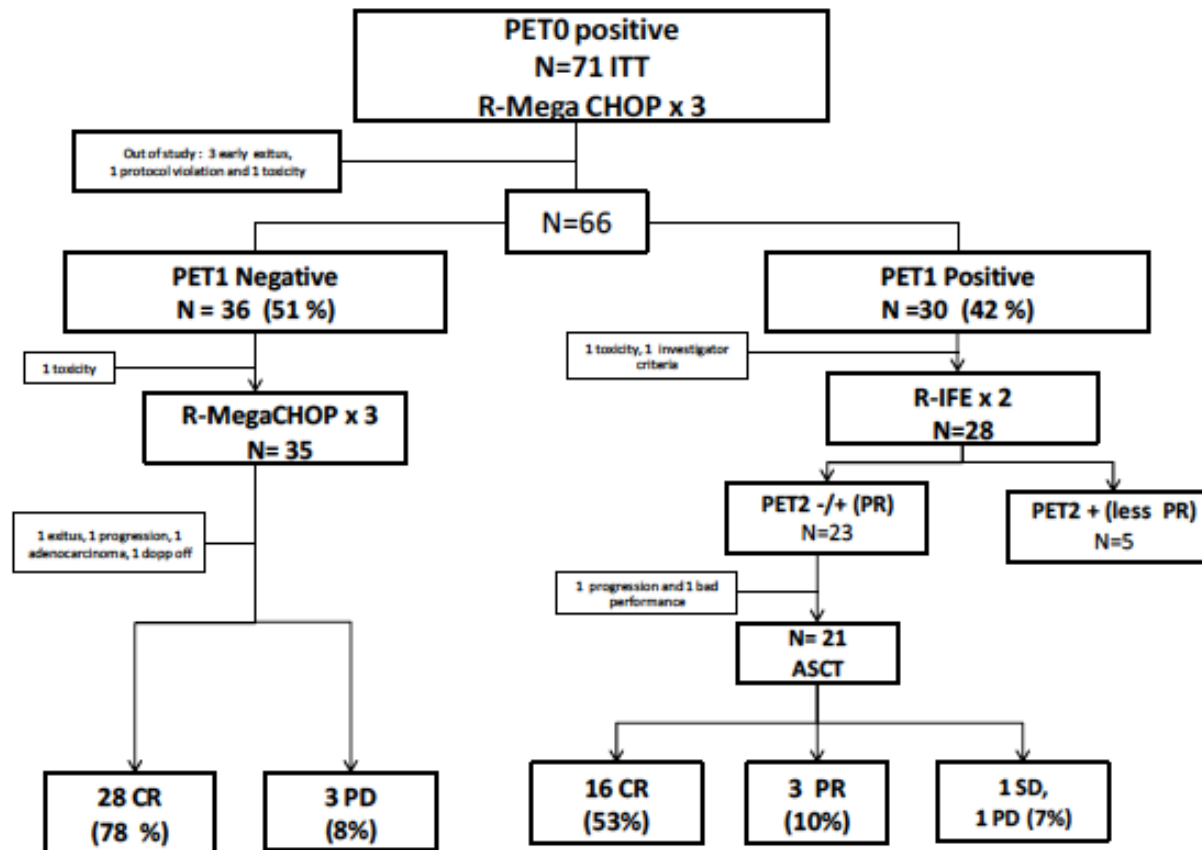 PET0 positive
N=71 ITT
R-Mega CHOP x 3
Out of study : 3 early exitus,
1 protocol violation and 1 toxicity
N=66
PET1 Negative
N = 36 (51 %)
PET1 Positive
N =30 (42 %)
1 toxicity
1 toxicity, 1 investigator
criteria
R-MegaCHOP x 3
N= 35
R-IFE x 2
N=28
PET2 -/+ (PR)
N=23
PET2 + (less PR)
N=5
1 exitus, 1 progression, 1
adenocarcinoma, 1 dopp off
1 progression and 1 bad
performance
N= 21
ASCT
28 CR
(78 %)
3 PD
(8%)
16 CR
(53%)
3 PR
(10%)
1 SD,
1 PD (7%)